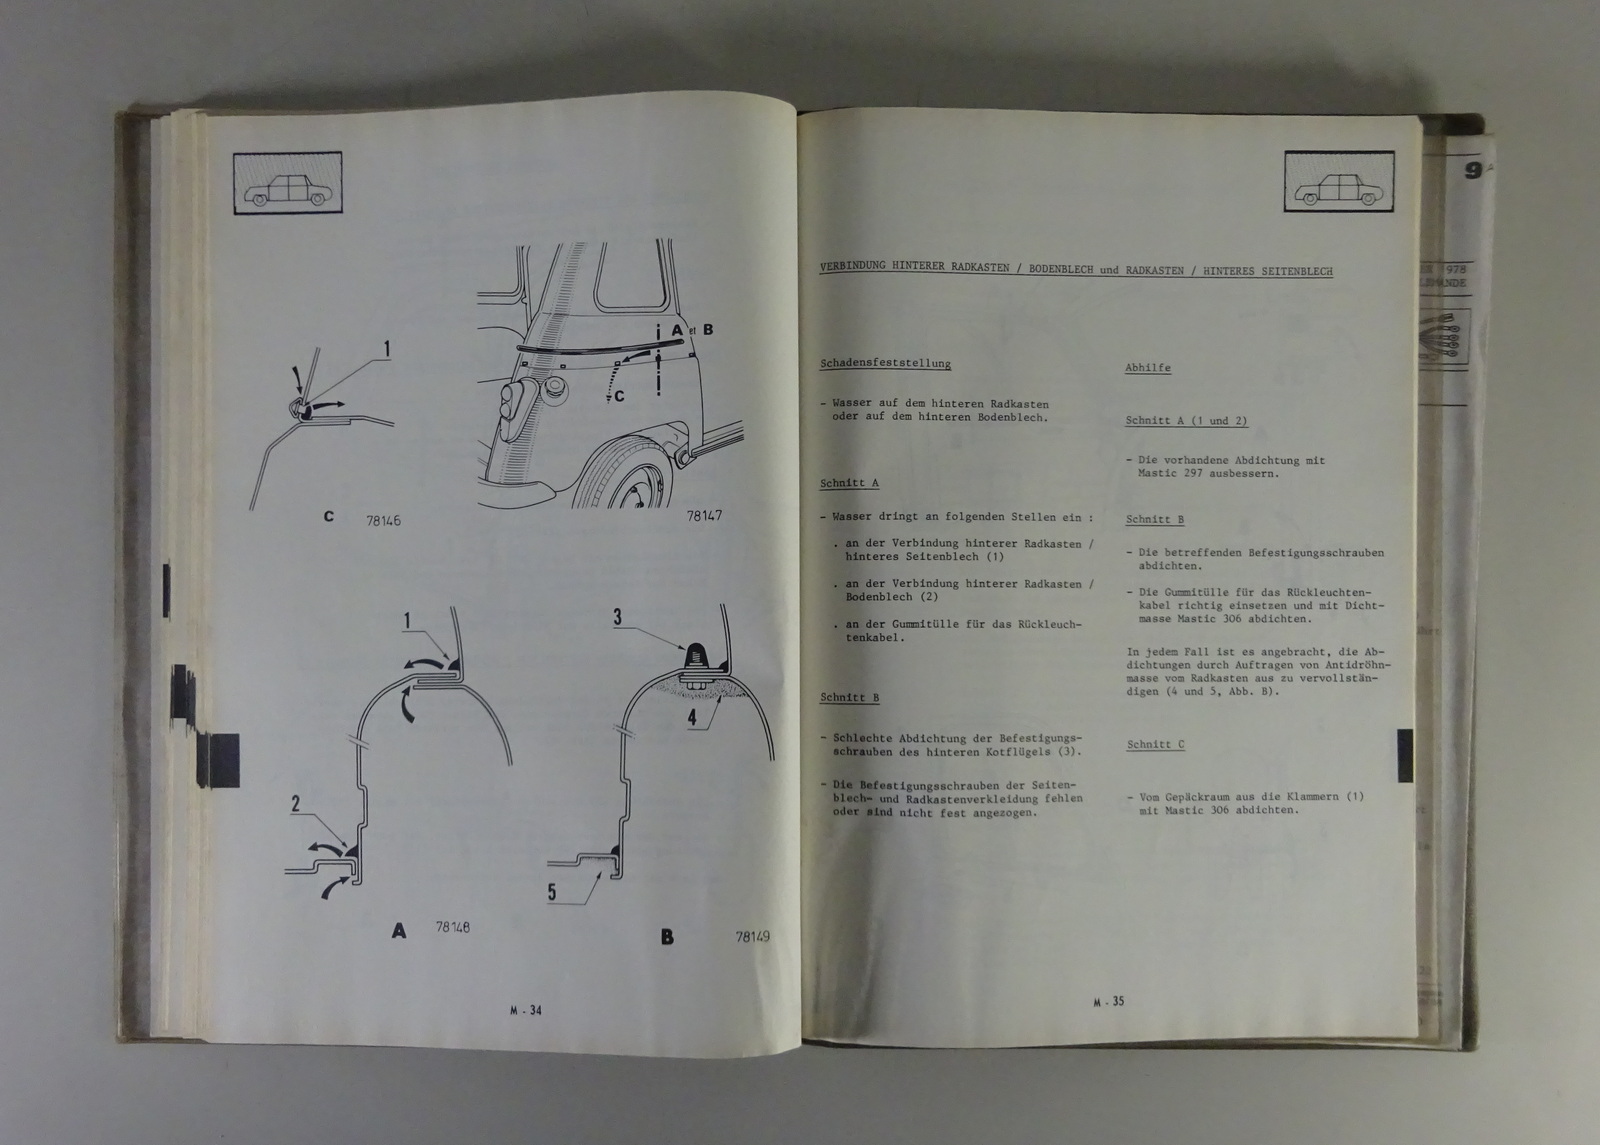 1
A et B
C
C
78146
78147
1
3
4
2
5
A
78148
B
78149
M - 34
VERBINDUNG HINTERER RADKASTEN / BODENBLECH und RADKASTEN / HINTERES SEITENBLECH
Schadensfeststellung
- Wasser auf dem hinteren Radkasten
oder auf dem hinteren Bodenblech.
Schnitt A
- Wasser dringt an folgenden Stellen ein :
. an der Verbindung hinterer Radkasten /
hinteres Seitenblech (1)
. an der Verbindung hinterer Radkasten /
Bodenblech (2)
. an der Gummitülle für das Rückleuch-
tenkabel.
Schnitt B
- Schlechte Abdichtung der Befestigungs-
schrauben des hinteren Kotflügels (3).
- Die Befestigungsschrauben der Seiten-
blech- und Radkastenverkleidung fehlen
oder sind nicht fest angezogen.
Abhilfe
Schnitt A (1 und 2)
- Die vorhandene Abdichtung mit
Mastic 297 ausbessern.
Schnitt B
- Die betreffenden Befestigungsschrauben
abdichten.
- Die Gummitülle für das Rückleuchten-
kabel richtig einsetzen und mit Dicht-
masse Mastic 306 abdichten.
In jedem Fall ist es angebracht, die Ab-
dichtungen durch Auftragen von Antidröhn-
masse vom Radkasten aus zu vervollstän-
digen (4 und 5, Abb. B).
Schnitt C
- Vom Gepäckraum aus die Klammern (1)
mit Mastic 306 abdichten.
M - 35
9
978